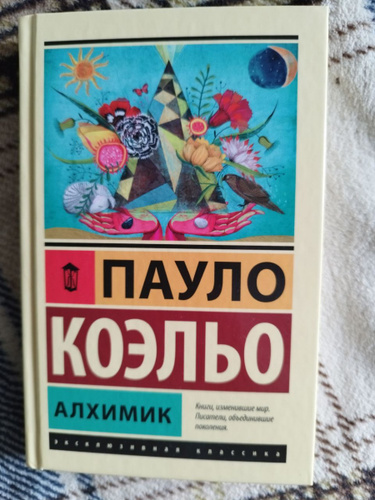 ПАУЛО
КОЭЛЬО
АЛХИМИК
Книги, изменившие мир.
Писатели, объединившие
поколения.
ЭКСКЛЮЗИВНАЯ КЛАССИКА